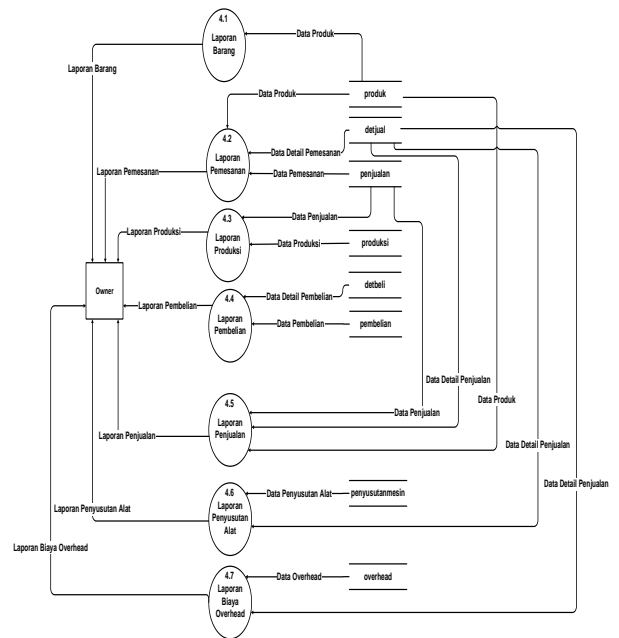 4.1
Laporan
Barang
Data Produk
Laporan Barang
Data Produk
produk
4.2
Laporan
Pemesanan
Data Detail Pemesanan
detjual
Laporan Pemesanan
Data Pemesanan
penjualan
4.3
Laporan
Produksi
Data Penjualan
Laporan Produksi
Data Produksi
produksi
Owner
4.4
Laporan
Pembelian
Data Detail Pembelian
detbeli
Laporan Pembelian
Data Pembelian
pembelian
Data Detail Penjualan
4.5
Laporan
Penjualan
Data Penjualan
Data Produk
Laporan Penjualan
Data Detail Penjualan
Data Detail Penjualan
4.6
Laporan
Penyusutan
Alat
Data Penyusutan Alat
penyusutanmesin
Laporan Penyusutan Alat
Laporan Biaya Overhead
4.7
Laporan
Biaya
Overhead
Data Overhead
overhead